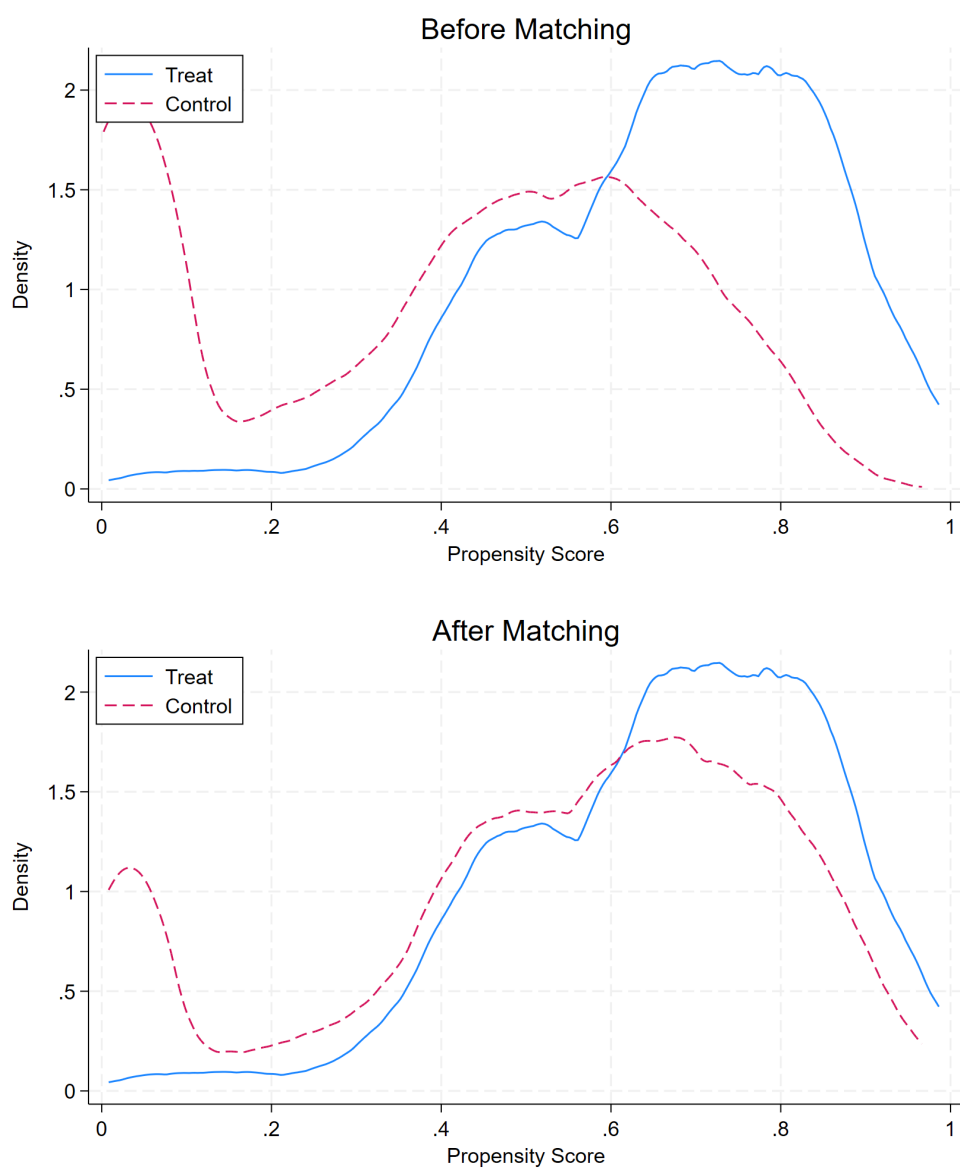 Before Matching
Treat
Control
Density
2
1.5
1
.5
0
0 .2 .4 .6 .8 1
Propensity Score
After Matching
Treat
Control
Density
2
1.5
1
.5
0
0 .2 .4 .6 .8 1
Propensity Score